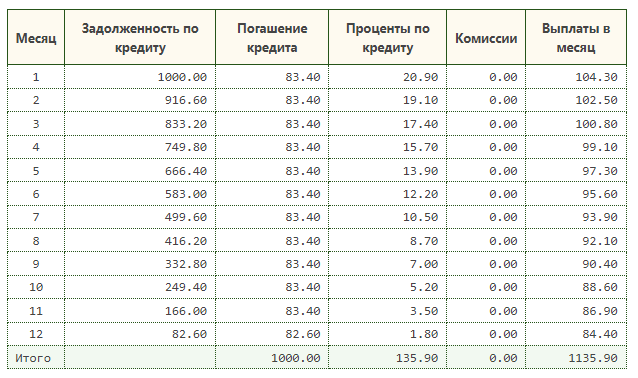 Месяц Задолженность по кредиту Погашение кредита Проценты по кредиту Комиссии Выплаты в месяц
1 1000.00 83.40 20.90 0.00 104.30
2 916.60 83.40 19.10 0.00 102.50
3 833.20 83.40 17.40 0.00 100.80
4 749.80 83.40 15.70 0.00 99.10
5 666.40 83.40 13.90 0.00 97.30
6 583.00 83.40 12.20 0.00 95.60
7 499.60 83.40 10.50 0.00 93.90
8 416.20 83.40 8.70 0.00 92.10
9 332.80 83.40 7.00 0.00 90.40
10 249.40 83.40 5.20 0.00 88.60
11 166.00 83.40 3.50 0.00 86.90
12 82.60 82.60 1.80 0.00 84.40
Итого 1000.00 135.90 0.00 1135.90